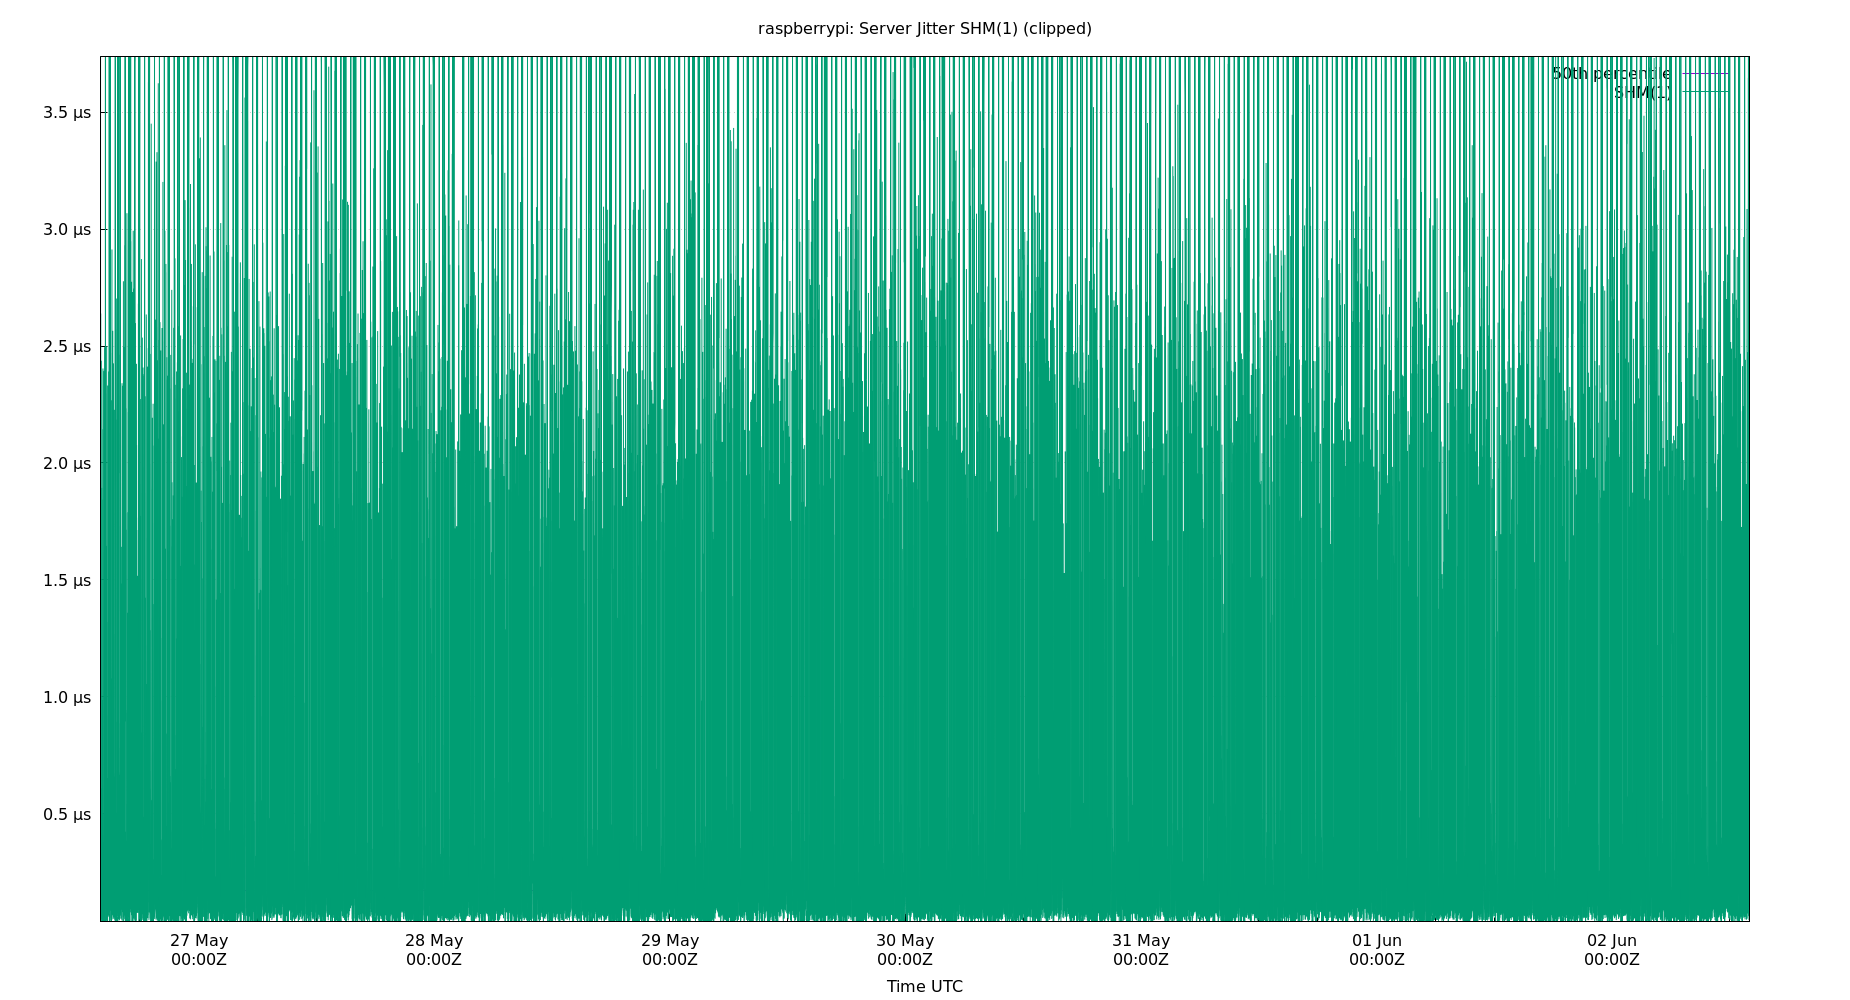 raspberrypi: Server Jitter SHM(1) (clipped)
50th percentile
SHM(1)
3.5 µs
3.0 µs
2.5 µs
2.0 µs
1.5 µs
1.0 µs
0.5 µs
27 May 28 May 29 May 30 May 31 May 01 Jun 02 Jun
00:00Z 00:00Z 00:00Z 00:00Z 00:00Z 00:00Z 00:00Z
Time UTC